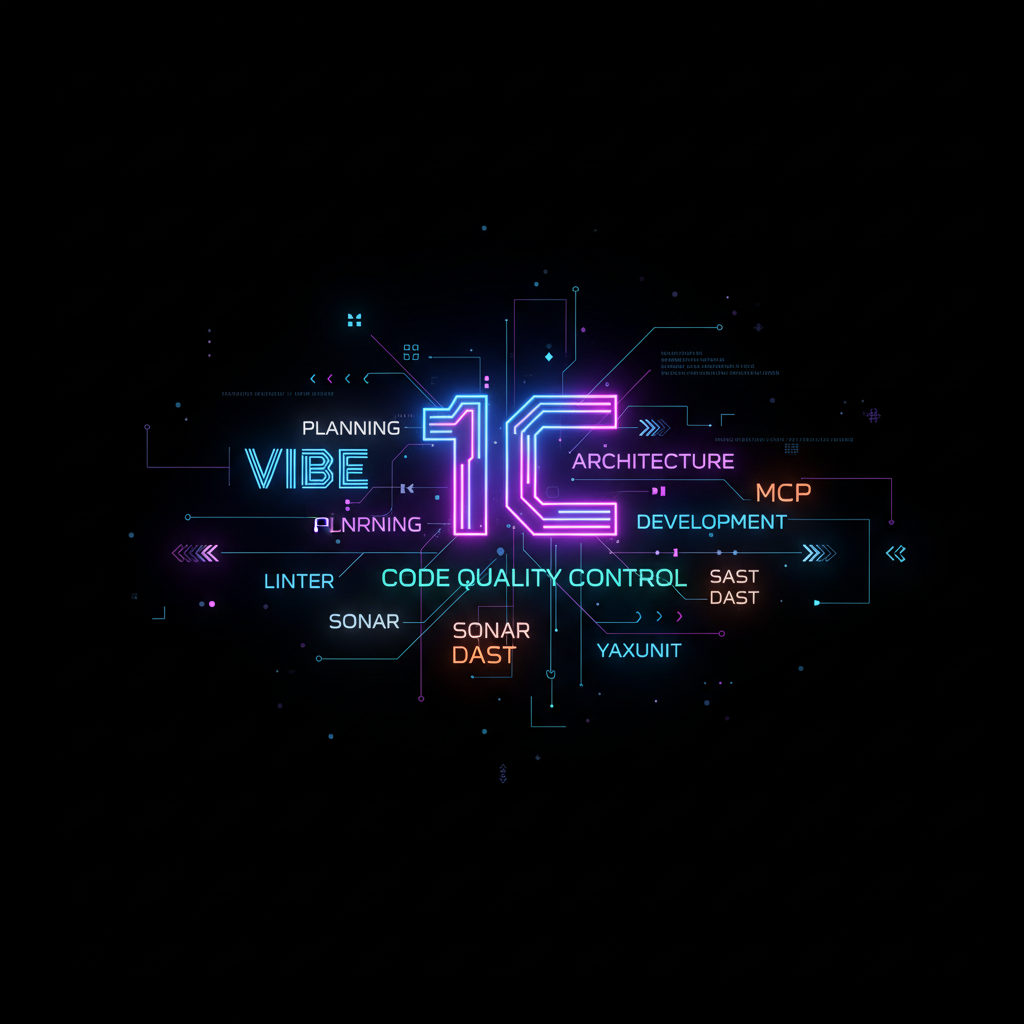 PLANNING
VIBE
1C
ARCHITECTURE
MCP
PLNRNING
DEVELOPMENT
LINTER
CODE QUALITY CONTROL
SAST
DAST
SONAR
SONAR
DAST
YAXUNIT